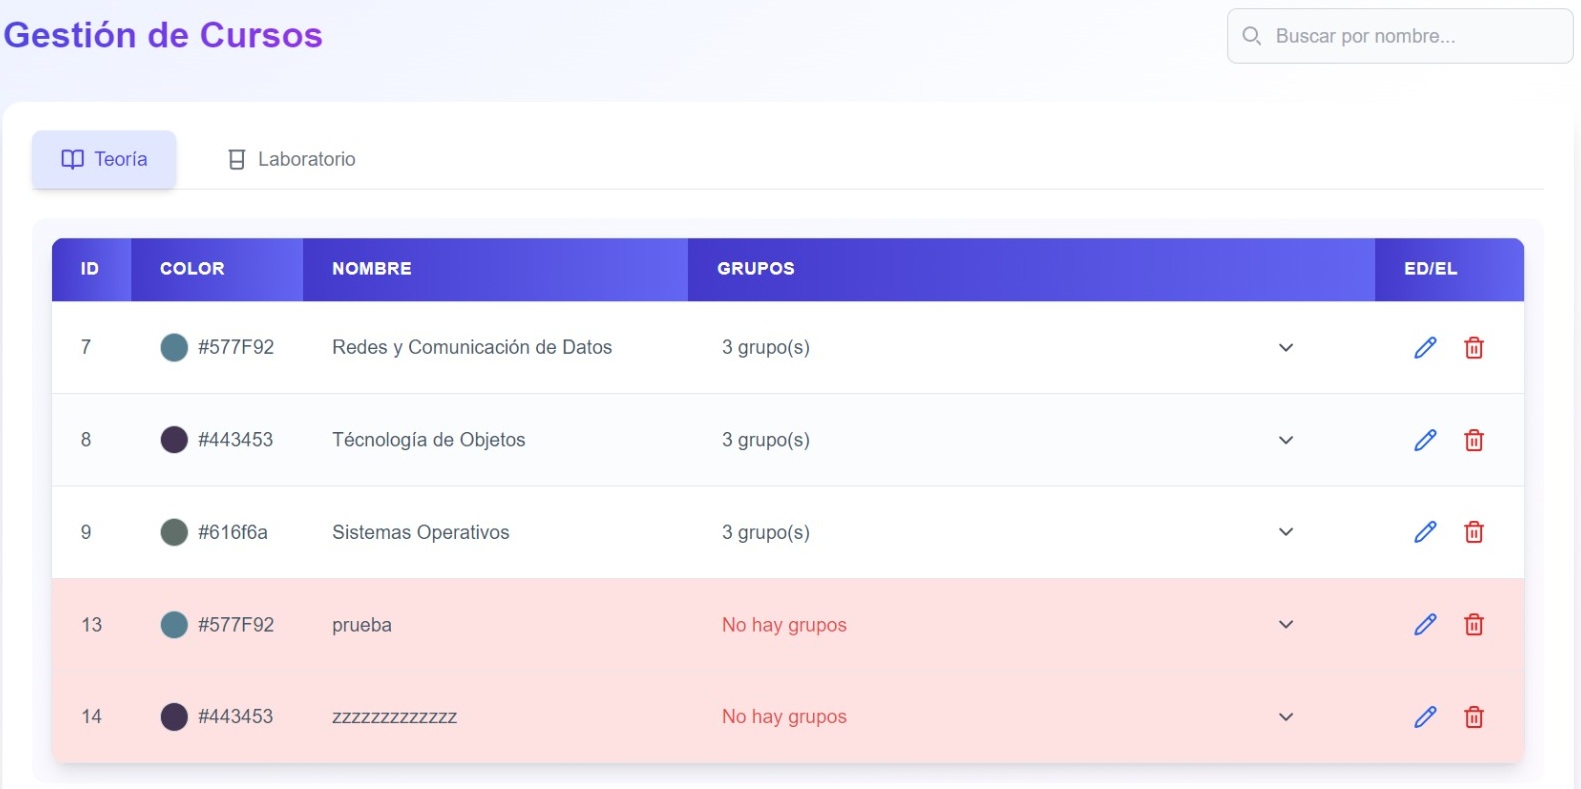 Gestión de Cursos
Buscar por nombre...
Teoría Laboratorio
ID COLOR NOMBRE GRUPOS ED/EL
7 #577F92 Redes y Comunicación de Datos 3 grupo(s)
8 #443453 Técnología de Objetos 3 grupo(s)
9 #616f6a Sistemas Operativos 3 grupo(s)
13 #577F92 prueba No hay grupos
14 #443453 zzzzzzzzzzzzz No hay grupos